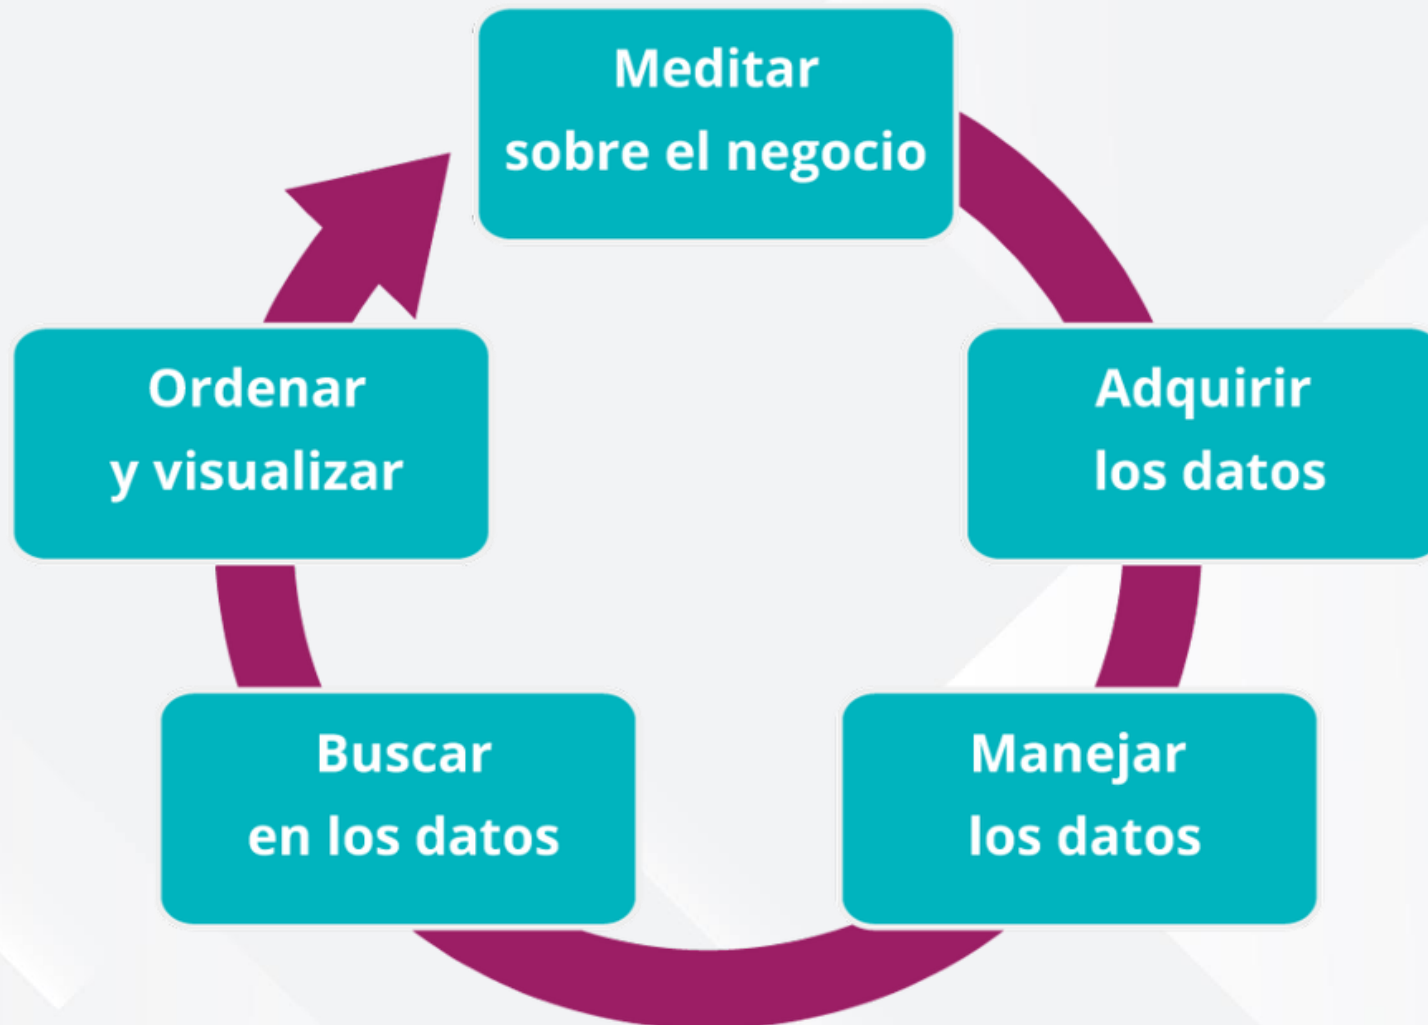 Meditar
sobre el negocio
Adquirir
los datos
Manejar
los datos
Buscar
en los datos
Ordenar
y visualizar